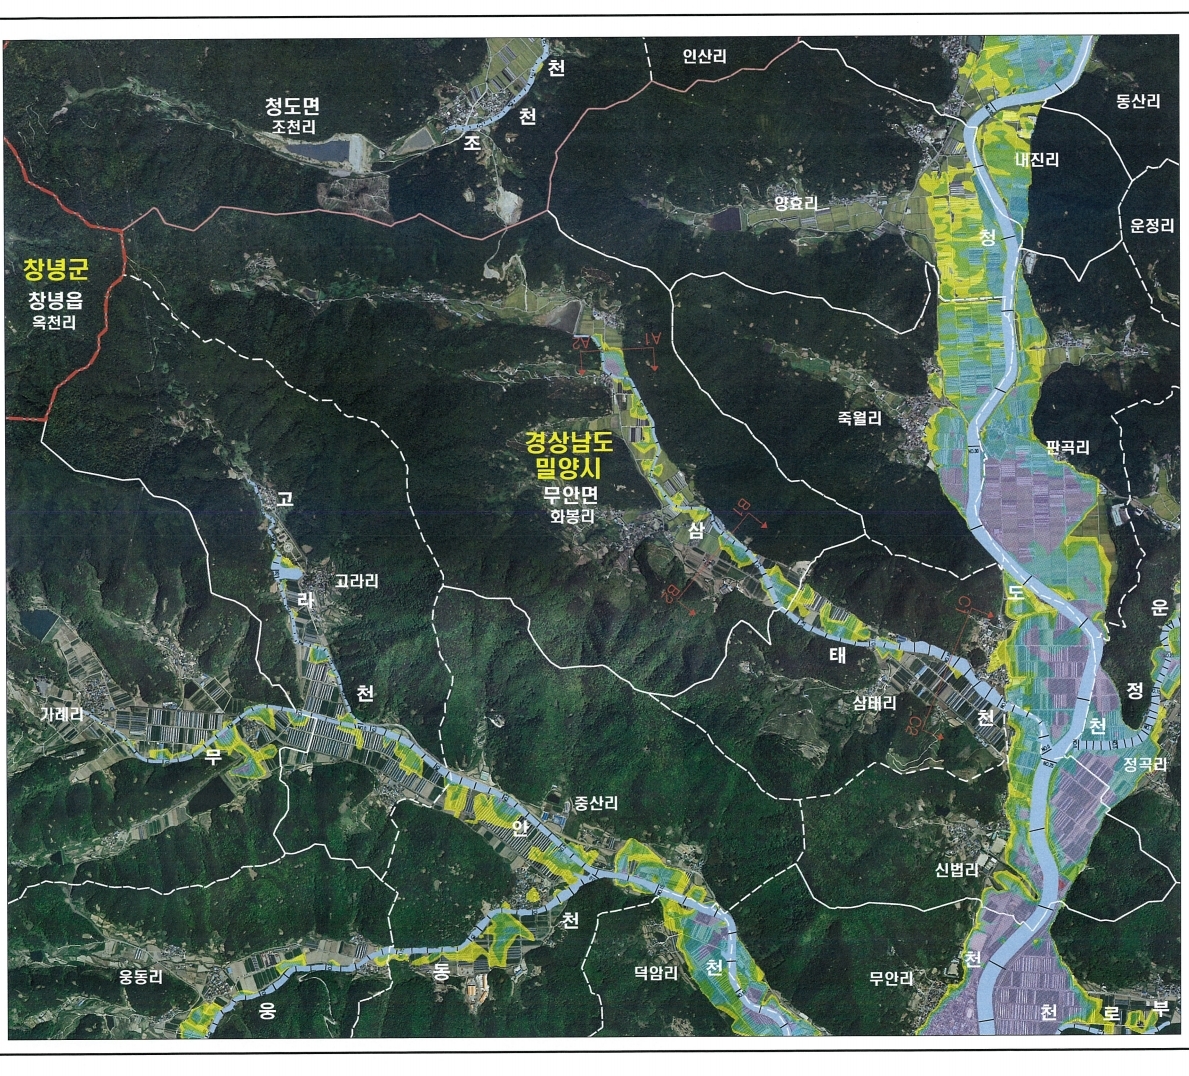 인산리
천
청도면
조천리
천
조
동산리
내진리
양효리
운정리
청
창녕군
창녕읍
옥천리
A2
A1
죽월리
판곡리
경상남도
밀양시
무안면
화봉리
고
B1
삼
고라리
라
B2
도
C1
운
태
천
삼태리
정
가례리
천
C2
천
무
정곡리
중산리
안
신법리
천
웅동리
동
덕암리
천
무안리
천
웅
천
로
부